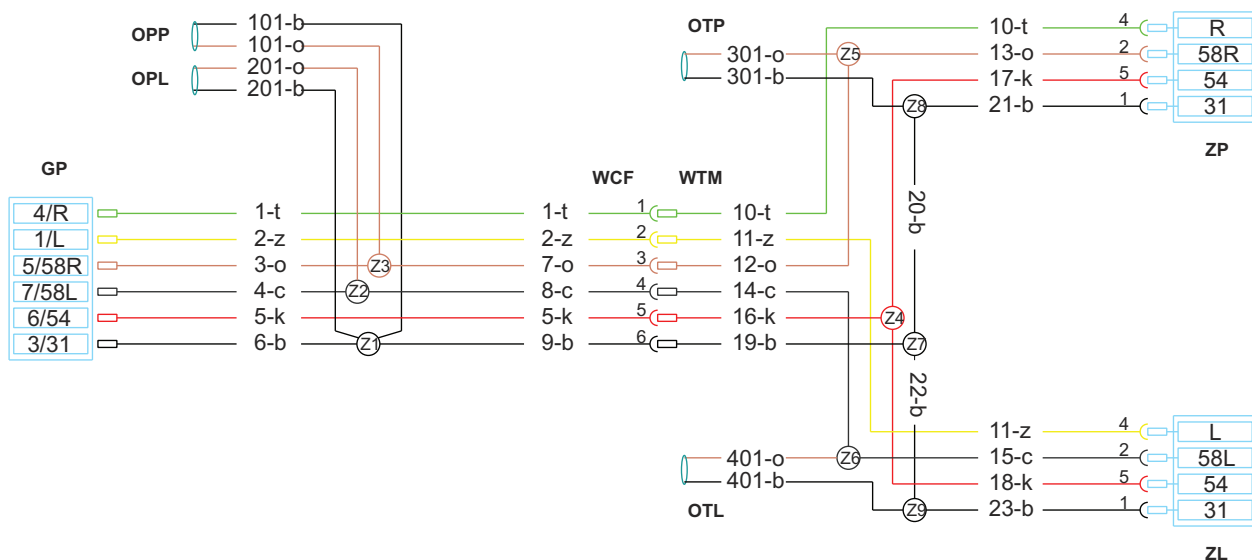 OPP
101-b
101-o
OPL
201-o
201-b
OTP
301-o
301-b
Z5
Z8
10-t
13-o
17-k
21-b
4
2
5
1
R
58R
54
31
ZP
GP
WCF
WTM
4/R
1-t
1-t
1
10-t
1/L
2-z
2-z
2
11-z
5/58R
3-o
Z3
7-o
3
12-o
7/58L
4-c
Z2
8-c
4
14-c
6/54
5-k
5-k
5
16-k
Z4
3/31
6-b
Z1
9-b
6
19-b
Z7
20-b
22-b
OTL
401-o
401-b
Z6
Z9
11-z
15-c
18-k
23-b
4
2
5
1
L
58L
54
31
ZL